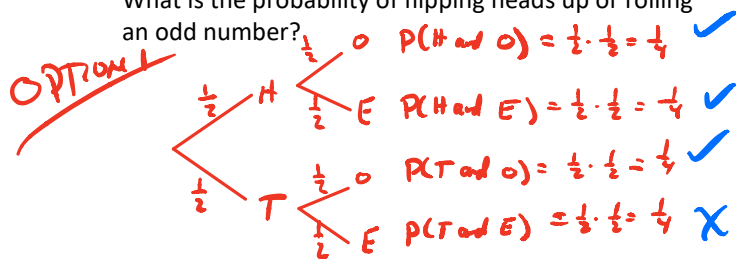 What is the probability of flipping heads up or rolling
an odd number?
OPTION 1
1/2 O P(H and O) = 1/2 · 1/2 = 1/4 ✓
1/2 H
1/2 E P(H and E) = 1/2 · 1/2 = 1/4 ✓
1/2 O P(T and O) = 1/2 · 1/2 = 1/4 ✓
1/2 T
1/2 E P(T and E) = 1/2 · 1/2 = 1/4 X